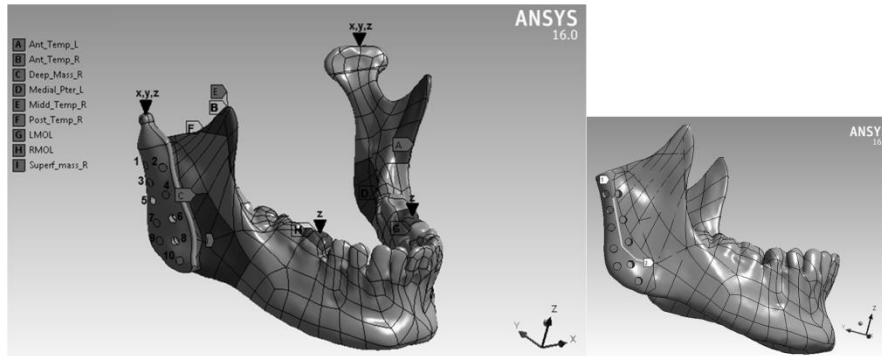 ANSYS
16.0
A Ant_Temp_L
B Ant_Temp_R
C Deep_Mass_R
D Medial_Pter_L
E Midd_Temp_R
F Post_Temp_R
G LMOL
H RMOL
I Superf_mass_R
x,y,z
x,y,z
E
B
F
A
1
2
3
4
C
5
D
6
z
z
7
H
G
9
8
10
Z
Y
X
ANSY
16
Z
Y
X